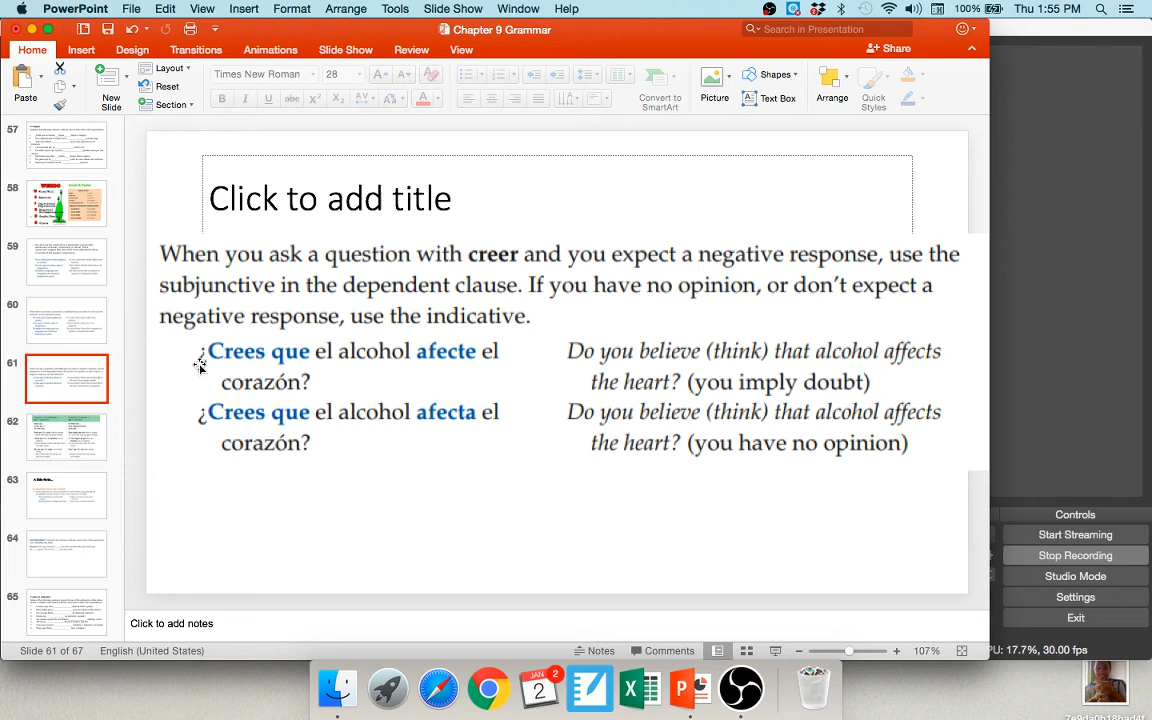 PowerPoint File Edit View Insert Format Arrange Tools Slide Show Window Help 100% Thu 1:55 PM
Chapter 9 Grammar
Search in Presentation
Home Insert Design Transitions Animations Slide Show Review View
Share
Paste
New Slide
Layout
Reset
Section
Times New Roman 28
Convert to SmartArt
Picture
Shapes
Text Box
Arrange
Quick Styles
57
58
59
60
61
62
63
64
65
Click to add title
When you ask a question with creer and you expect a negative response, use the
subjunctive in the dependent clause. If you have no opinion, or don't expect a
negative response, use the indicative.
¿Crees que el alcohol afecte el
corazón?
Do you believe (think) that alcohol affects
the heart? (you imply doubt)
¿Crees que el alcohol afecta el
corazón?
Do you believe (think) that alcohol affects
the heart? (you have no opinion)
Click to add notes
Slide 61 of 67 English (United States) Notes Comments 107%
Controls
Start Streaming
Stop Recording
Studio Mode
Settings
Exit
PU: 17.7%, 30.00 fps
JAN
2
2